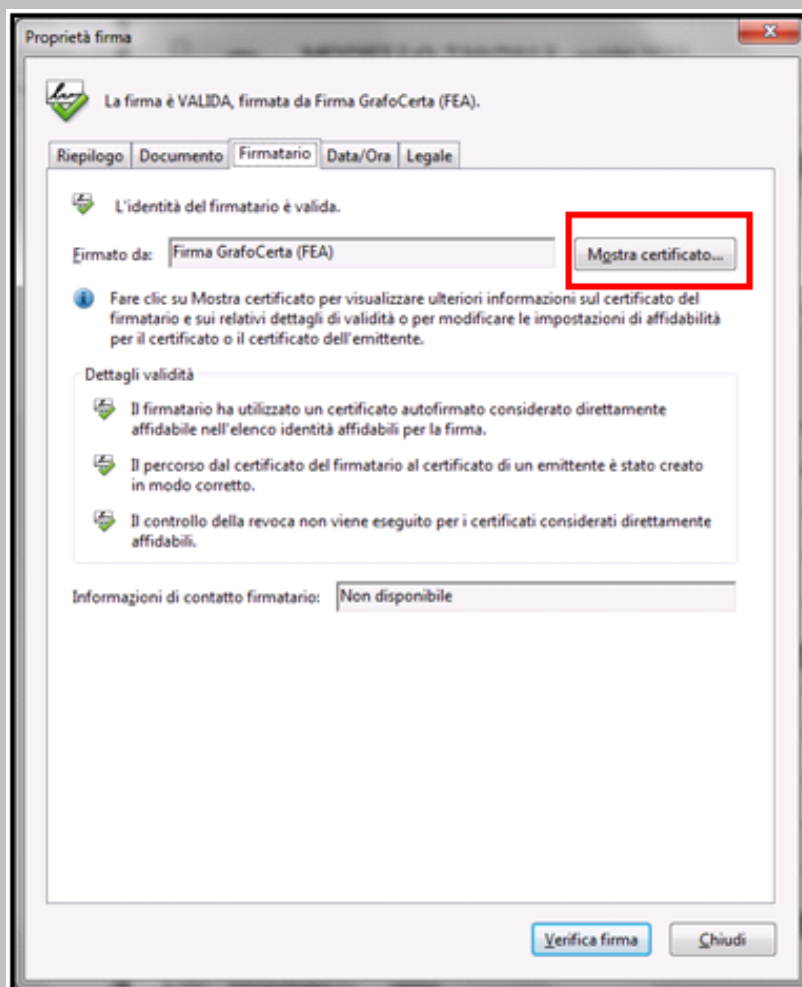 Proprietà firma
La firma è VALIDA, firmata da Firma GrafoCerta (FEA).
Riepilogo Documento Firmatario Data/Ora Legale
L'identità del firmatario è valida.
Firmato da: Firma GrafoCerta (FEA) Mostra certificato...
Fare clic su Mostra certificato per visualizzare ulteriori informazioni sul certificato del
firmatario e sui relativi dettagli di validità o per modificare le impostazioni di affidabilità
per il certificato o il certificato dell'emittente.
Dettagli validità
Il firmatario ha utilizzato un certificato autofirmato considerato direttamente
affidabile nell'elenco identità affidabili per la firma.
Il percorso dal certificato del firmatario al certificato di un emittente è stato creato
in modo corretto.
Il controllo della revoca non viene eseguito per i certificati considerati direttamente
affidabili.
Informazioni di contatto firmatario: Non disponibile
Verifica firma Chiudi